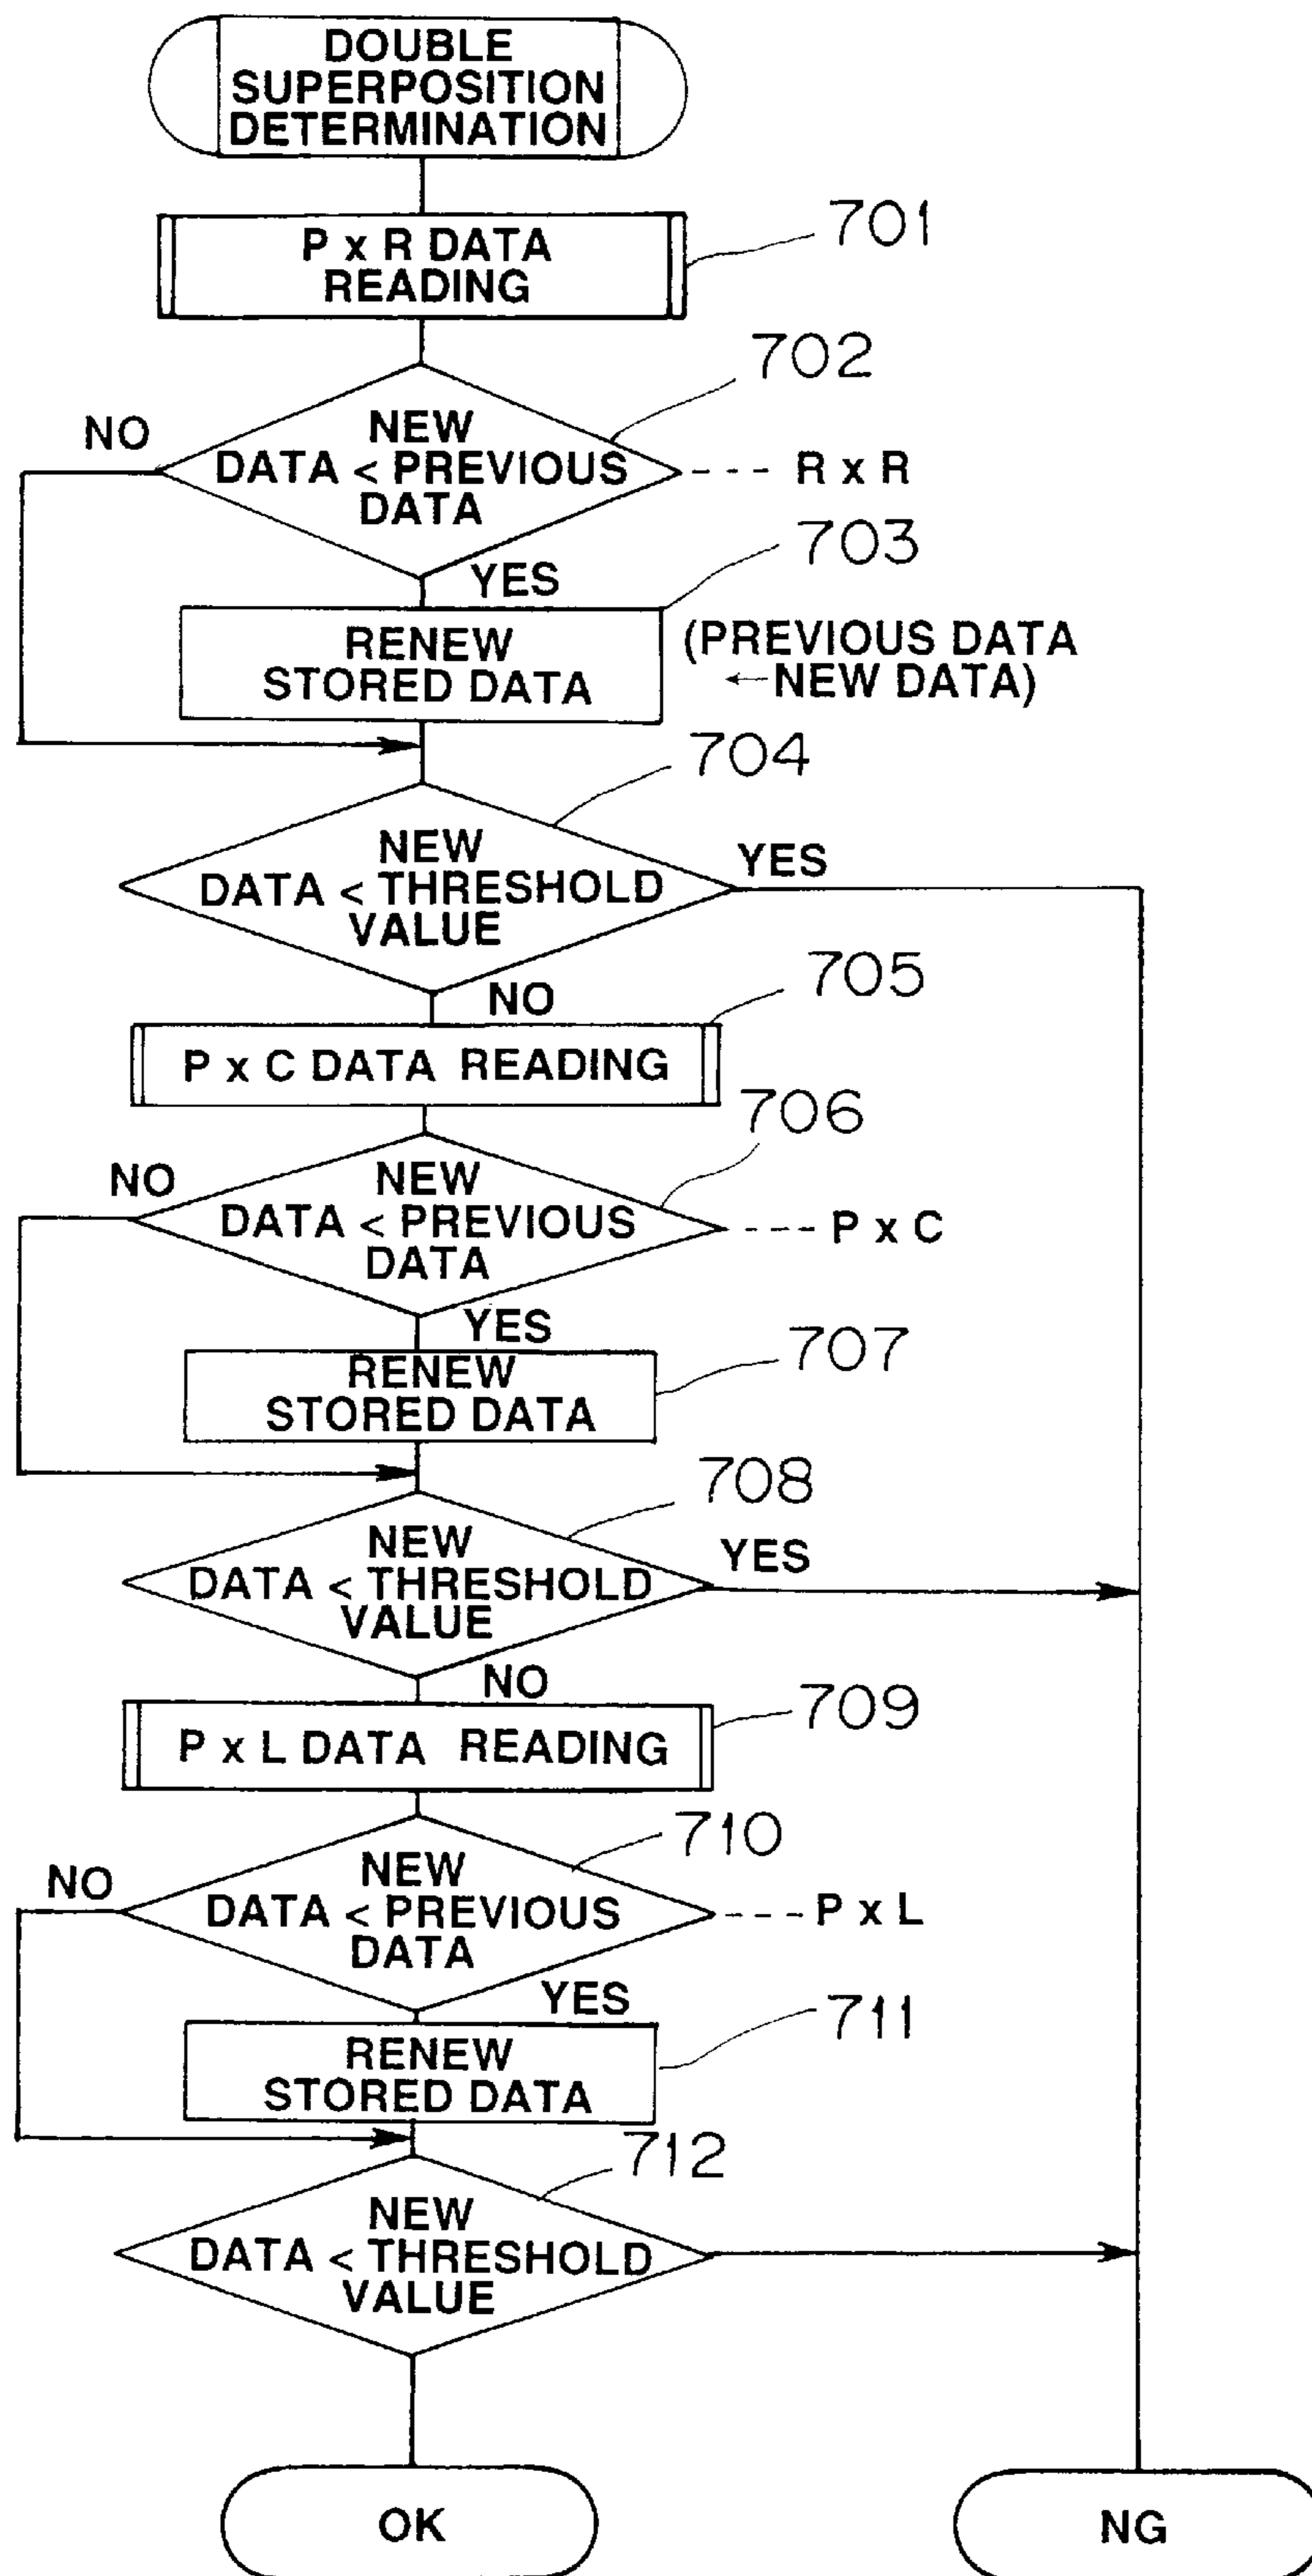 DOUBLE
SUPERPOSITION
DETERMINATION
P x R DATA
READING
701
702
NO
NEW
DATA < PREVIOUS
DATA
--- R x R
703
YES
RENEW
STORED DATA
(PREVIOUS DATA
←NEW DATA)
704
NEW
DATA < THRESHOLD
VALUE
YES
705
NO
P x C DATA READING
706
NO
NEW
DATA < PREVIOUS
DATA
---- P x C
YES
707
RENEW
STORED DATA
708
NEW
DATA < THRESHOLD
VALUE
YES
NO
709
P x L DATA READING
710
NO
NEW
DATA < PREVIOUS
DATA
--- P x L
YES
711
RENEW
STORED DATA
712
NEW
DATA < THRESHOLD
VALUE
OK
NG